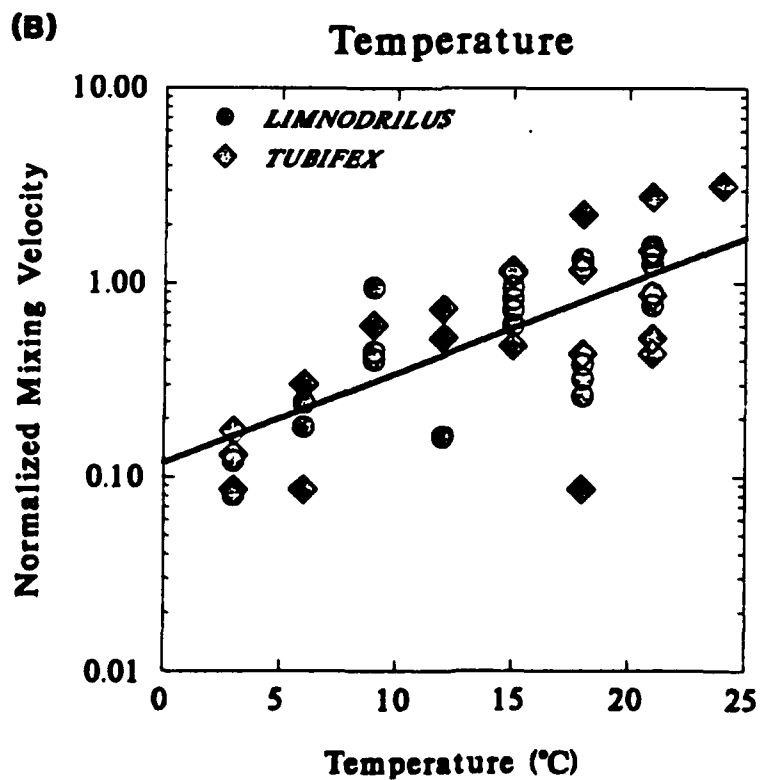 (B)
Temperature
10.00
LIMNODRILUS
TUBIFEX
1.00
0.10
0.01
Normalized Mixing Velocity
0 5 10 15 20 25
Temperature (°C)